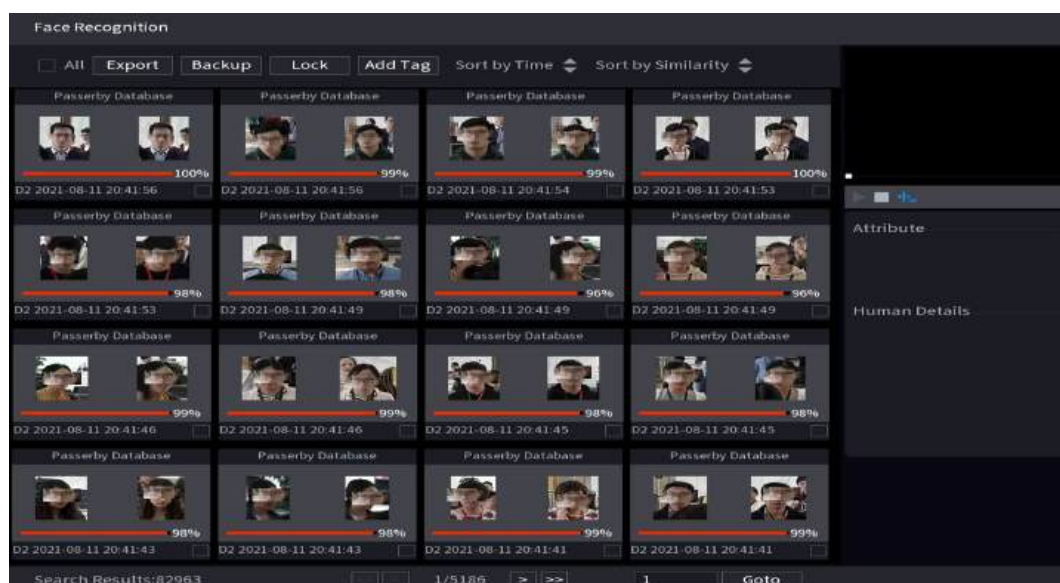 Face Recognition
All Export Backup Lock Add Tag Sort by Time Sort by Similarity
Passerby Database Passerby Database Passerby Database Passerby Database
100% 99% 99% 100%
D2 2021-08-11 20:41:56 D2 2021-08-11 20:41:56 D2 2021-08-11 20:41:54 D2 2021-08-11 20:41:53
Attribute
Passerby Database Passerby Database Passerby Database Passerby Database
98% 98% 96% 96%
D2 2021-08-11 20:41:53 D2 2021-08-11 20:41:49 D2 2021-08-11 20:41:49 D2 2021-08-11 20:41:49
Human Details
Passerby Database Passerby Database Passerby Database Passerby Database
99% 99% 98% 98%
D2 2021-08-11 20:41:46 D2 2021-08-11 20:41:46 D2 2021-08-11 20:41:45 D2 2021-08-11 20:41:45
Passerby Database Passerby Database Passerby Database Passerby Database
98% 98% 99% 99%
D2 2021-08-11 20:41:43 D2 2021-08-11 20:41:43 D2 2021-08-11 20:41:41 D2 2021-08-11 20:41:41
Search Results:82963 1/5186 > >> 1 Goto